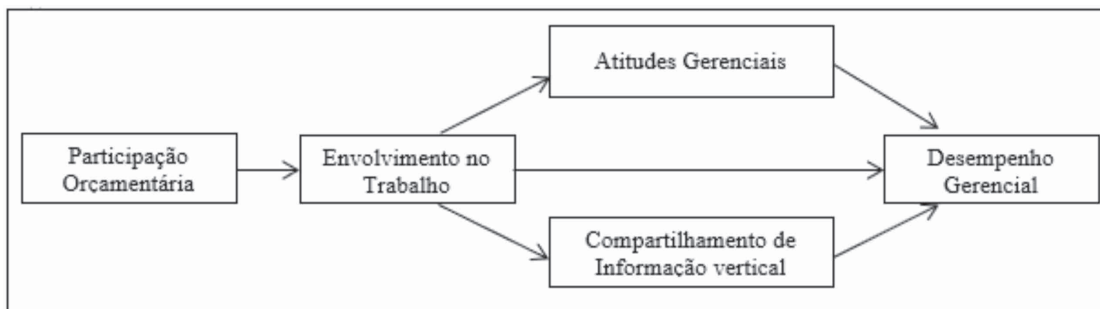 Atitudes Gerenciais
Participação
Orçamentária
Envolvimento no
Trabalho
Desempenho
Gerencial
Compartilhamento de
Informação vertical